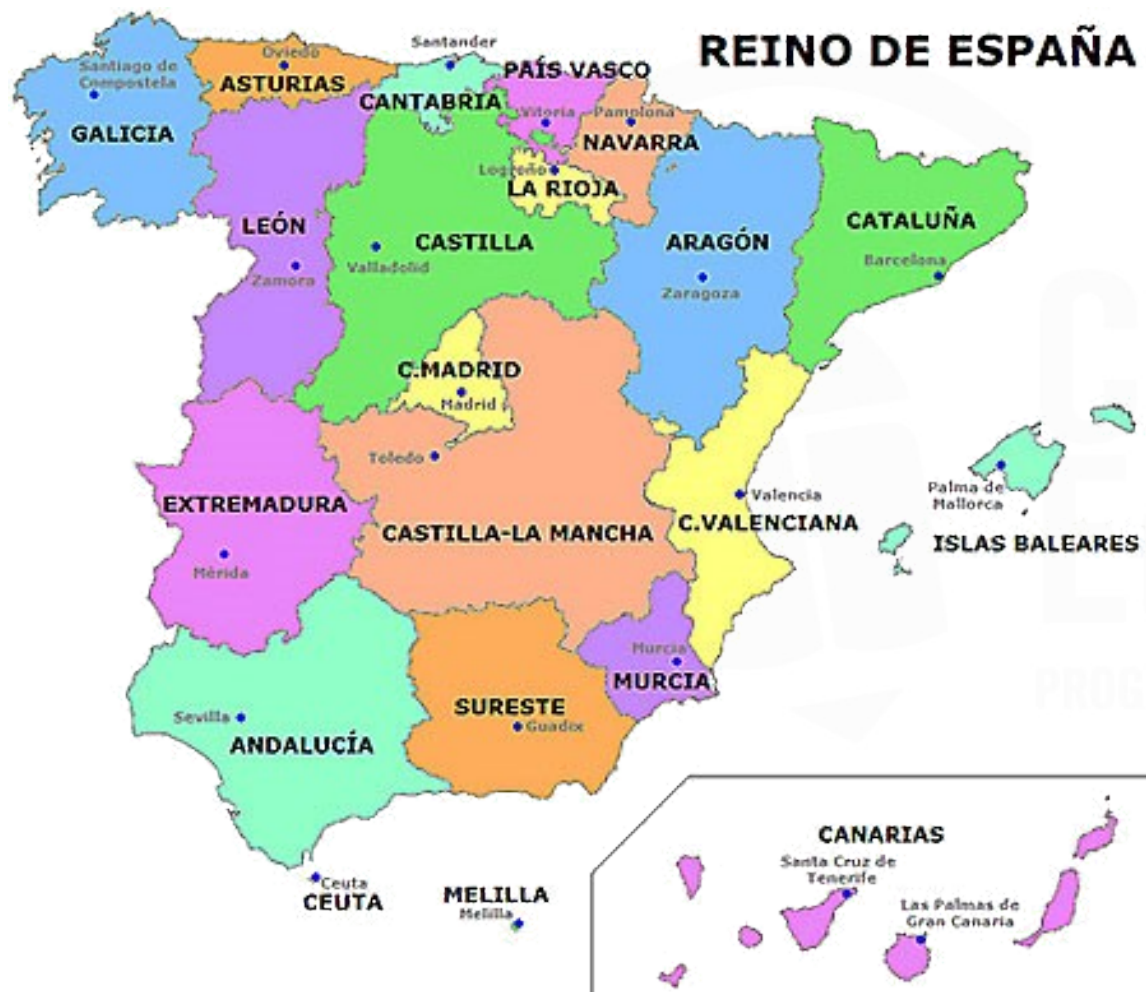 REINO DE ESPAÑA
Santander
Oviedo
PAÍS VASCO
Santiago de
Compostela
ASTURIAS
CANTABRIA
Vitoria
Pamplona
GALICIA
NAVARRA
Logroño
LA RIOJA
LEÓN
CASTILLA
ARAGÓN
CATALUÑA
Valladolid
Barcelona
Zamora
Zaragoza
C.MADRID
Madrid
Toledo
Palma de
Mallorca
Valencia
EXTREMADURA
C.VALENCIANA
CASTILLA-LA MANCHA
ISLAS BALEARES
Mérida
Murcia
MURCIA
SURESTE
Sevilla
Guadix
ANDALUCÍA
CANARIAS
Santa Cruz de
Tenerife
Ceuta
CEUTA
MELILLA
Melilla
Las Palmas de
Gran Canaria
PROG